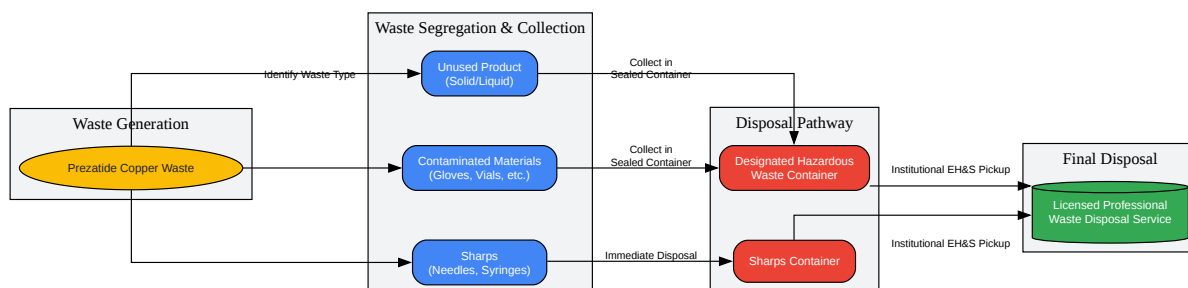 Waste Segregation & Collection
Unused Product
(Solid/Liquid)
Identify Waste Type
Collect in
Sealed Container
Waste Generation
Prezatide Copper Waste
Contaminated Materials
(Gloves, Vials, etc.)
Collect in
Sealed Container
Disposal Pathway
Designated Hazardous
Waste Container
Institutional EH&S Pickup
Final Disposal
Licensed Professional
Waste Disposal Service
Sharps
(Needles, Syringes)
Immediate Disposal
Sharps Container
Institutional EH&S Pickup